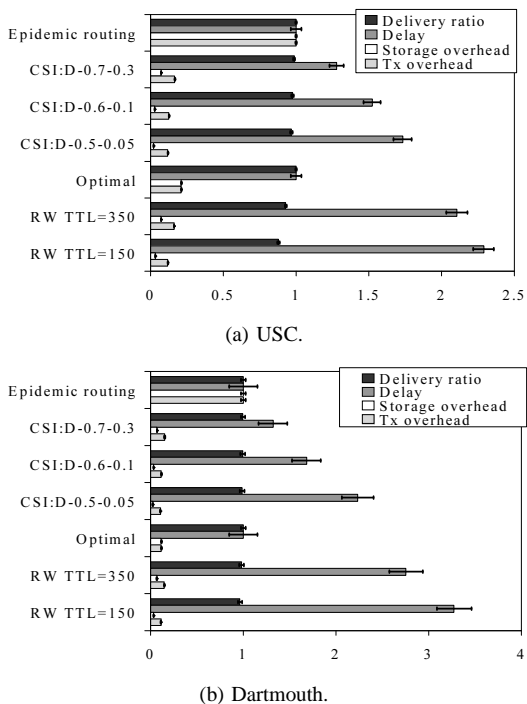 Delivery ratio
Delay
Storage overhead
Tx overhead
Epidemic routing
CSI:D-0.7-0.3
CSI:D-0.6-0.1
CSI:D-0.5-0.05
Optimal
RW TTL=350
RW TTL=150
0 0.5 1 1.5 2 2.5
(a) USC.
Delivery ratio
Delay
Storage overhead
Tx overhead
Epidemic routing
CSI:D-0.7-0.3
CSI:D-0.6-0.1
CSI:D-0.5-0.05
Optimal
RW TTL=350
RW TTL=150
0 1 2 3 4
(b) Dartmouth.